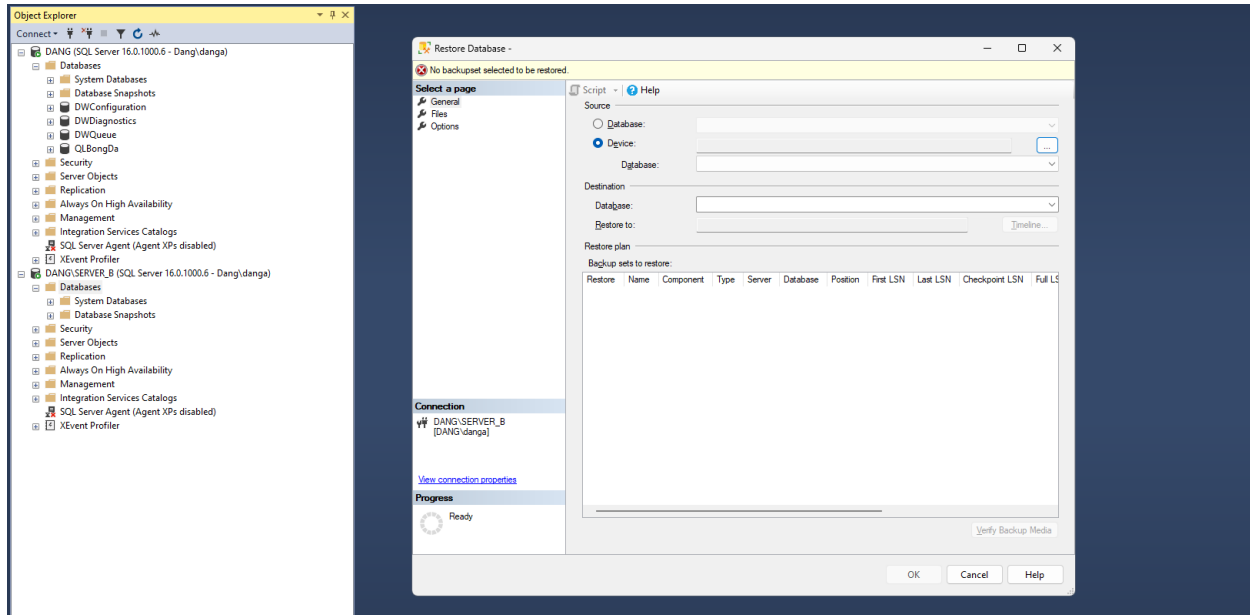 Object Explorer
Connect
DANG (SQL Server 16.0.1000.6 - Dang\danga)
Databases
System Databases
Database Snapshots
DWConfiguration
DWDiagnostics
DWQueue
QLBongDa
Security
Server Objects
Replication
Always On High Availability
Management
Integration Services Catalogs
SQL Server Agent (Agent XPs disabled)
XEvent Profiler
DANG\SERVER_B (SQL Server 16.0.1000.6 - Dang\danga)
Databases
System Databases
Database Snapshots
Security
Server Objects
Replication
Always On High Availability
Management
Integration Services Catalogs
SQL Server Agent (Agent XPs disabled)
XEvent Profiler
Restore Database -
No backupset selected to be restored.
Select a page
General
Files
Options
Connection
DANG\SERVER_B
[DANG\danga]
View connection properties
Progress
Ready
Script Help
Source
Database:
Device:
...
Database:
Destination
Database:
Restore to:
Timeline...
Restore plan
Backup sets to restore:
Restore Name Component Type Server Database Position First LSN Last LSN Checkpoint LSN Full LS
Verify Backup Media
OK Cancel Help